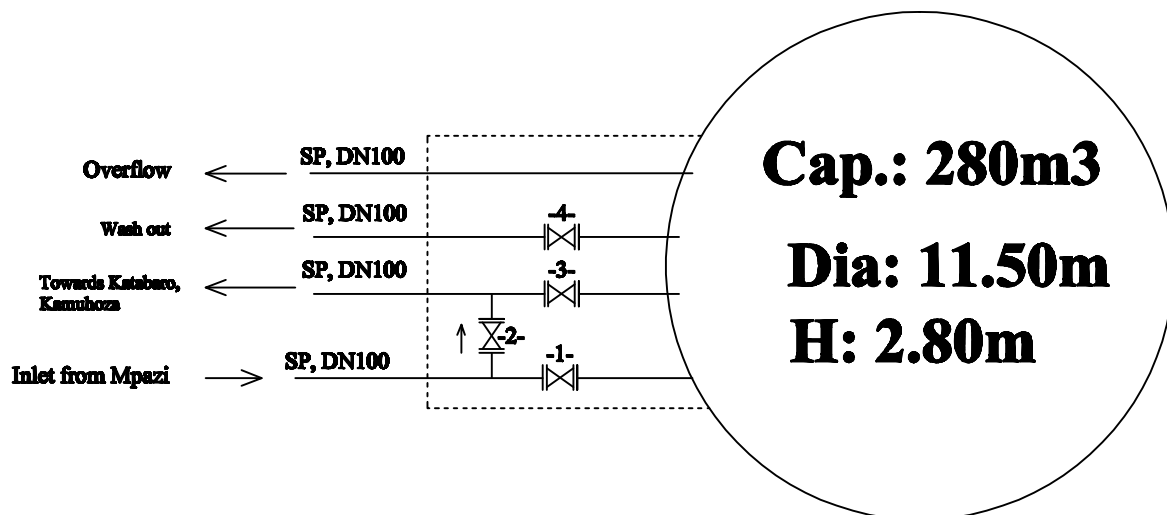 Overflow
SP, DN100
Wash out
SP, DN100
-4-
Towards Katabaro,
Kamuhoza
SP, DN100
-3-
-2-
Inlet from Mpazi
SP, DN100
-1-
Cap.: 280m3
Dia: 11.50m
H: 2.80m